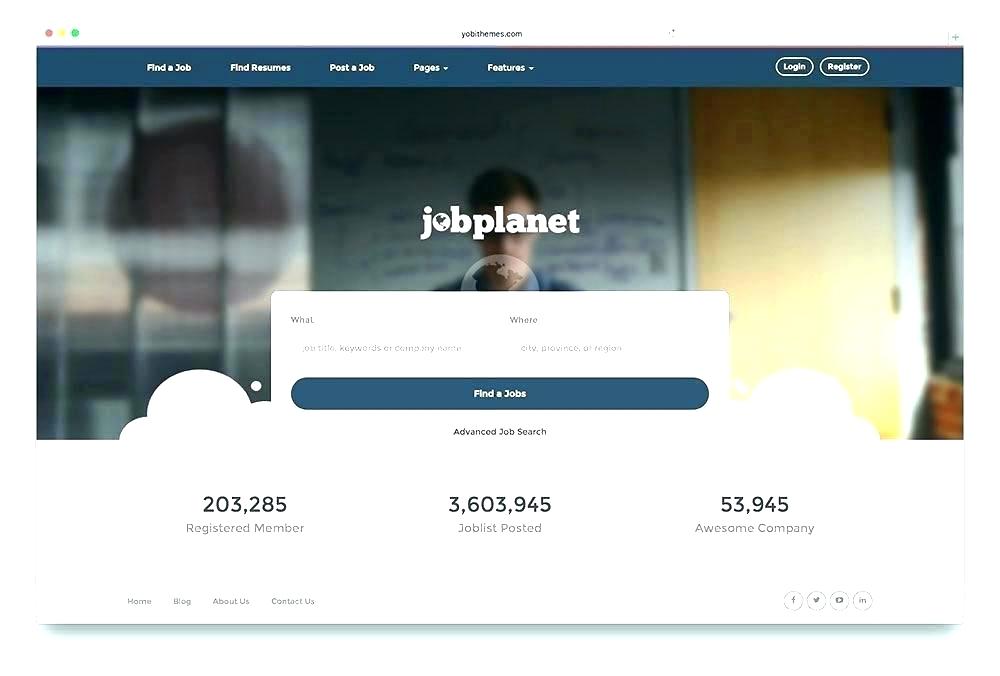 yobithemes.com
Find a Job Find Resumes Post a Job Pages Features Login Register
jobplanet
What Where
job title, keywords or company name city, province, or region
Find a Jobs
Advanced Job Search
203,285 3,603,945 53,945
Registered Member Joblist Posted Awesome Company
Home Blog About Us Contact Us